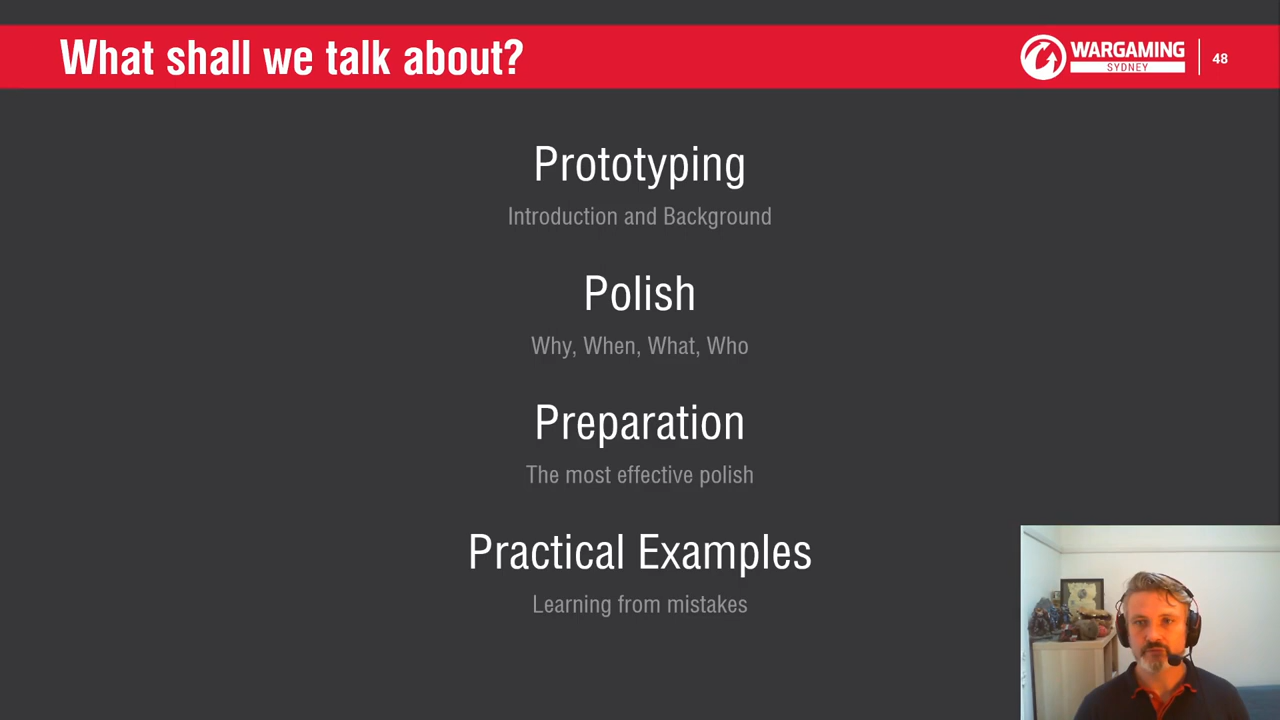 What shall we talk about?
WARGAMING
SYDNEY
48
Prototyping
Introduction and Background
Polish
Why, When, What, Who
Preparation
The most effective polish
Practical Examples
Learning from mistakes